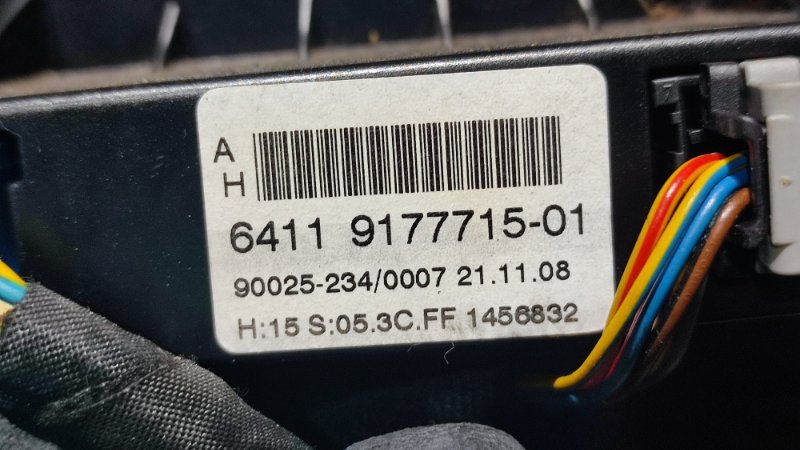 A
H
6411 9177715-01
90025-234/0007 21.11.08
H:15 S:05.3C.FF 1456832